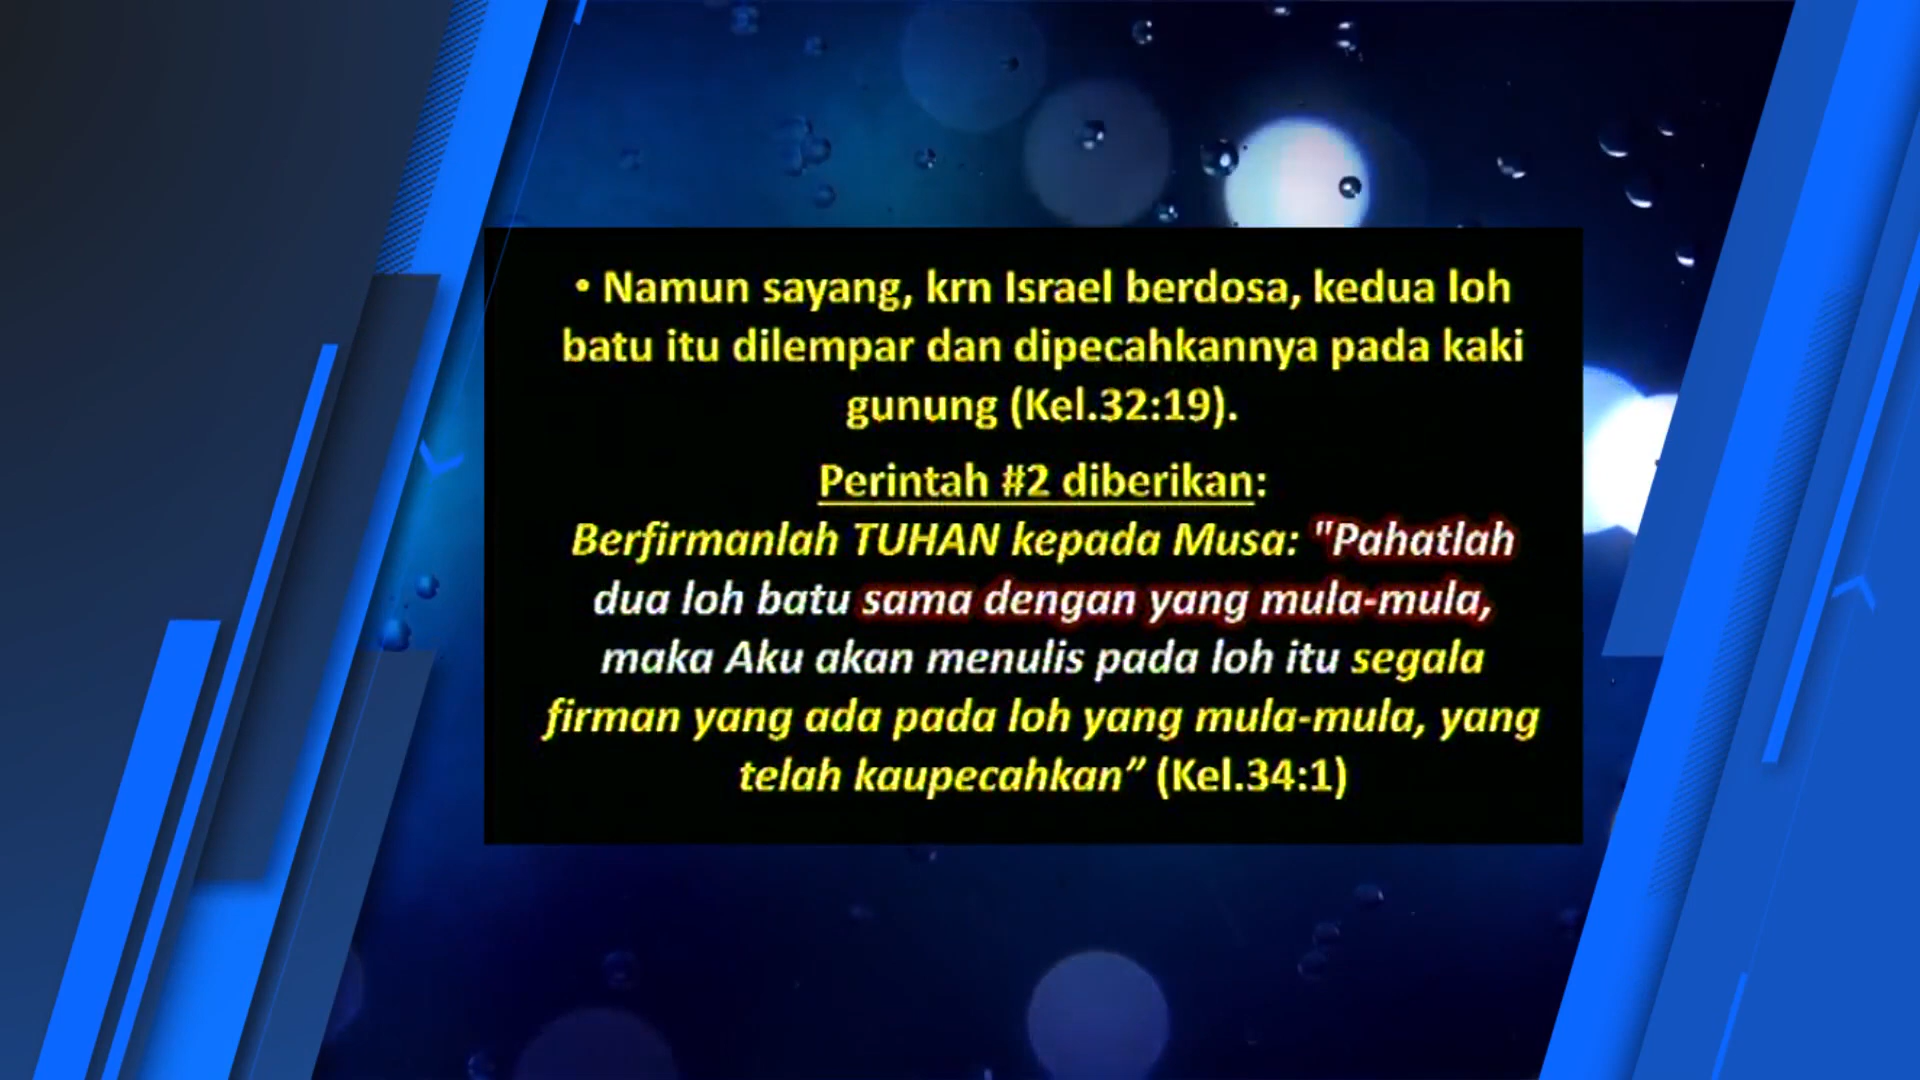 • Namun sayang, krn Israel berdosa, kedua loh
batu itu dilempar dan dipecahkannya pada kaki
gunung (Kel.32:19).
Perintah #2 diberikan:
Berfirmanlah TUHAN kepada Musa: "Pahatlah
dua loh batu sama dengan yang mula-mula,
maka Aku akan menulis pada loh itu segala
firman yang ada pada loh yang mula-mula, yang
telah kaupecahkan” (Kel.34:1)